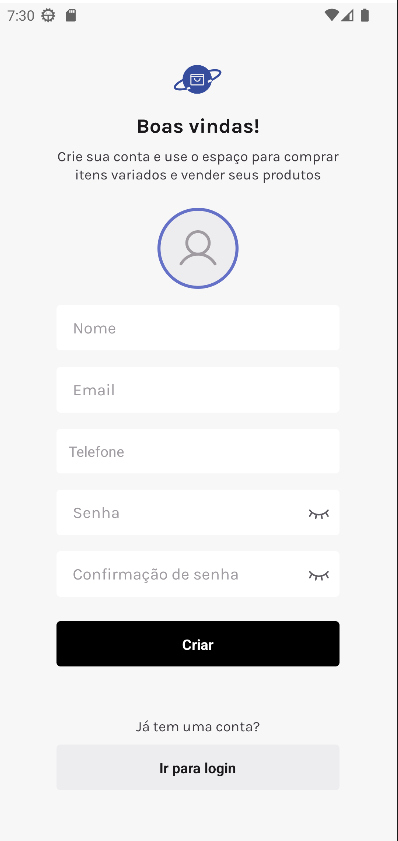 7:30
Boas vindas!
Crie sua conta e use o espaço para comprar
itens variados e vender seus produtos
Nome
Email
Telefone
Senha
Confirmação de senha
Criar
Já tem uma conta?
Ir para login